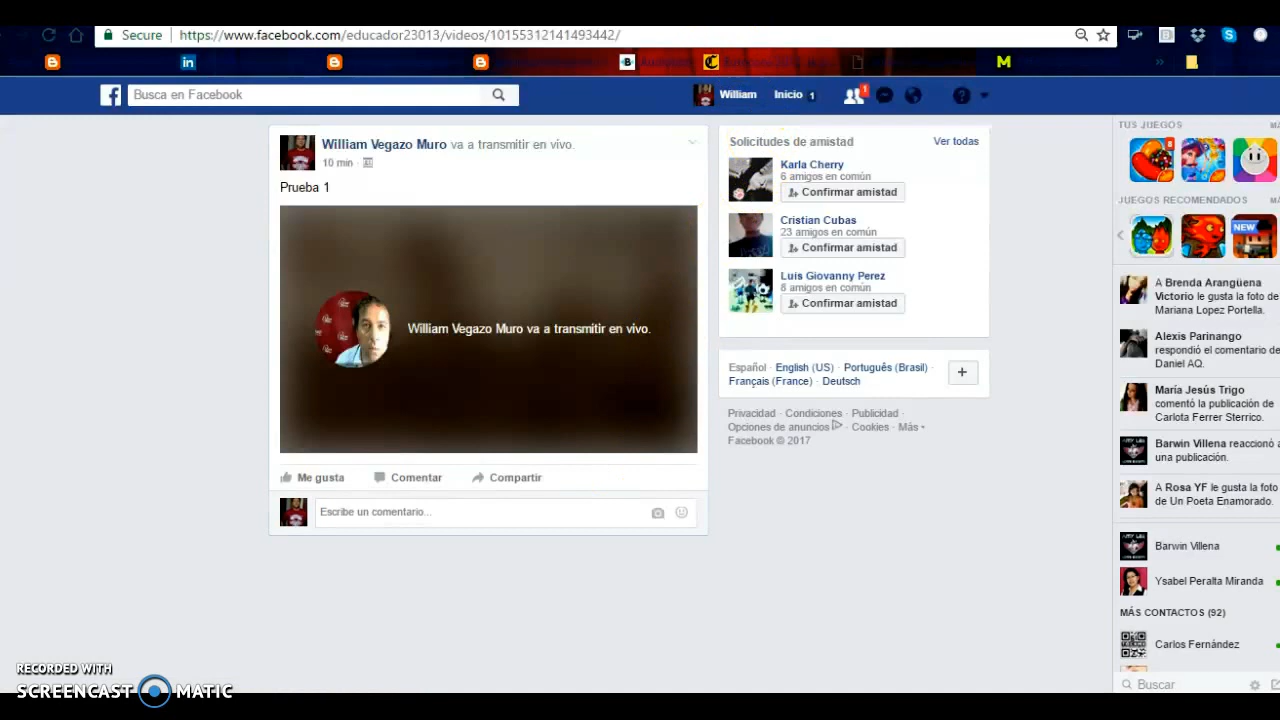 Secure
https://www.facebook.com/educador23013/videos/10155312141493442/
Busca en Facebook
William
Inicio 1
1
William Vegazo Muro va a transmitir en vivo.
10 min
Prueba 1
William Vegazo Muro va a transmitir en vivo.
Me gusta
Comentar
Compartir
Escribe un comentario...
Solicitudes de amistad
Ver todas
Karla Cherry
6 amigos en común
Confirmar amistad
Cristian Cubas
23 amigos en común
Confirmar amistad
Luis Giovanny Perez
8 amigos en común
Confirmar amistad
Español · English (US) · Português (Brasil) ·
Français (France) · Deutsch
Privacidad · Condiciones · Publicidad ·
Opciones de anuncios · Cookies · Más
Facebook © 2017
TUS JUEGOS
JUEGOS RECOMENDADOS
NEW
A Brenda Arangüena
Victorio le gusta la foto de
Mariana Lopez Portella.
Alexis Parinango
respondió el comentario de
Daniel AQ.
María Jesús Trigo
comentó la publicación de
Carlota Ferrer Sterrico.
Barwin Villena reaccionó a
una publicación.
A Rosa YF le gusta la foto
de Un Poeta Enamorado.
Barwin Villena
Ysabel Peralta Miranda
MÁS CONTACTOS (92)
Carlos Fernández
Buscar
RECORDED WITH
SCREENCAST MATIC